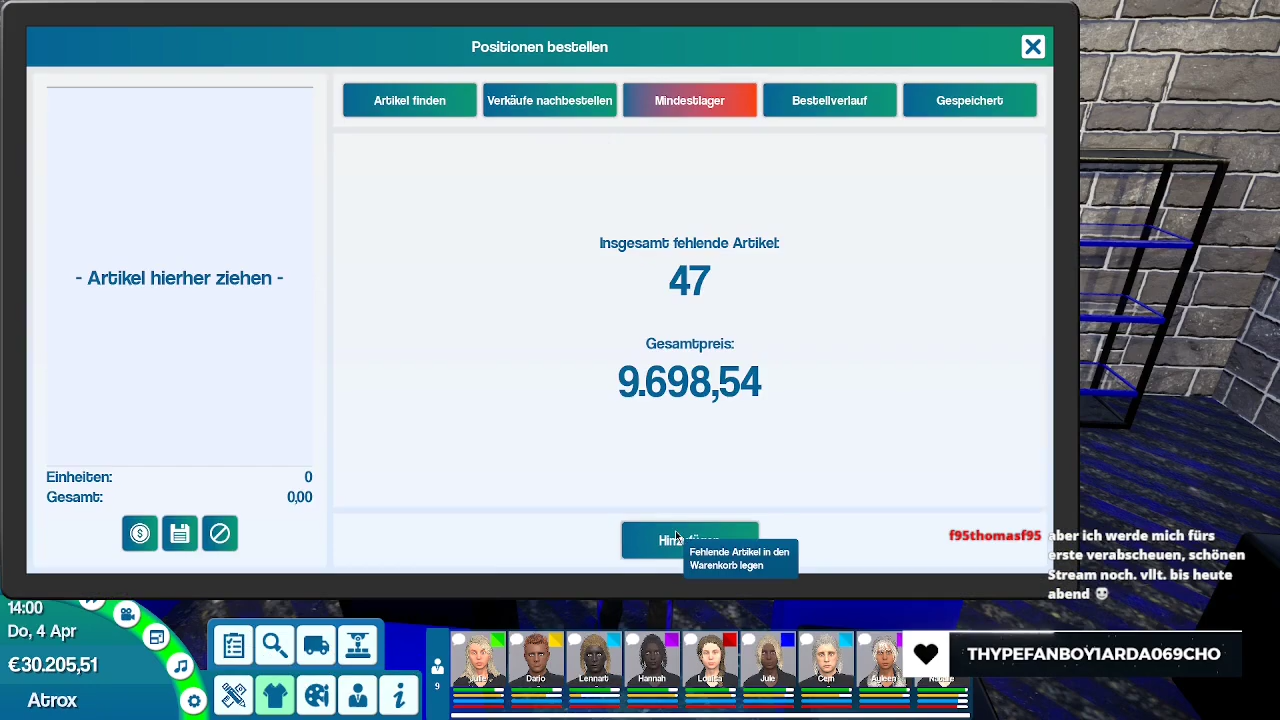 Positionen bestellen
Artikel finden
Verkäufe nachbestellen
Mindestlager
Bestellverlauf
Gespeichert
- Artikel hierher ziehen -
Insgesamt fehlende Artikel:
47
Gesamtpreis:
9.698,54
Einheiten: 0
Gesamt: 0,00
Fehlende Artikel in den
Warenkorb legen
f95thomasf95 aber ich werde mich fürs
erste verabscheuen, schönen
Stream noch. vllt. bis heute
abend
14:00
Do, 4 Apr
€30.205,51
Atrox
9
Dario
Lennart
Hannah
Louisa
Jule
Cem
THYPEFANBOY1ARDA069CHO